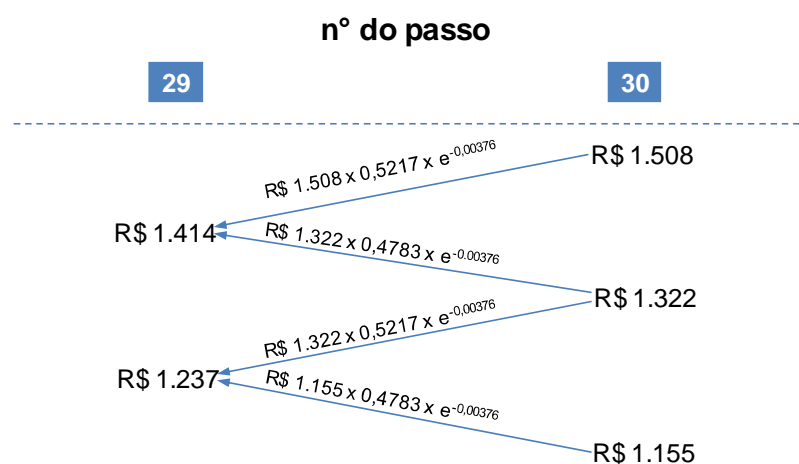 n° do passo
29
30
R$ 1.508
R$ 1.508 x 0,5217 x e-0,00376
R$ 1.414
R$ 1.322 x 0,4783 x e-0.00376
R$ 1.322
R$ 1.322 x 0,5217 x e-0,00376
R$ 1.237
R$ 1.155 x 0,4783 x e-0,00376
R$ 1.155